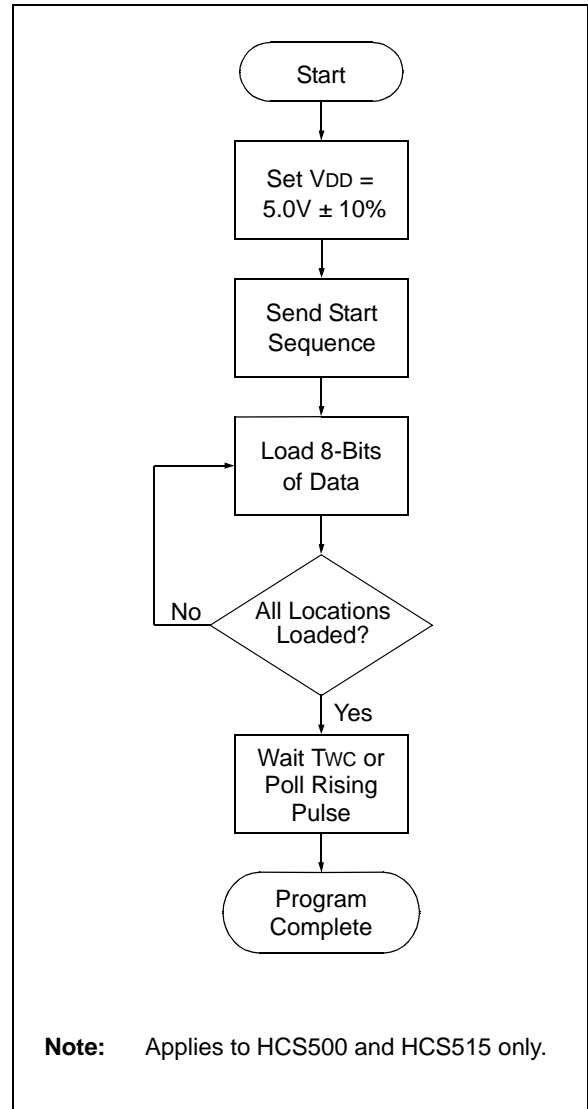 Start
Set VDD =
5.0V ± 10%
Send Start
Sequence
Load 8-Bits
of Data
No
All Locations
Loaded?
Yes
Wait TWC or
Poll Rising
Pulse
Program
Complete
Note: Applies to HCS500 and HCS515 only.